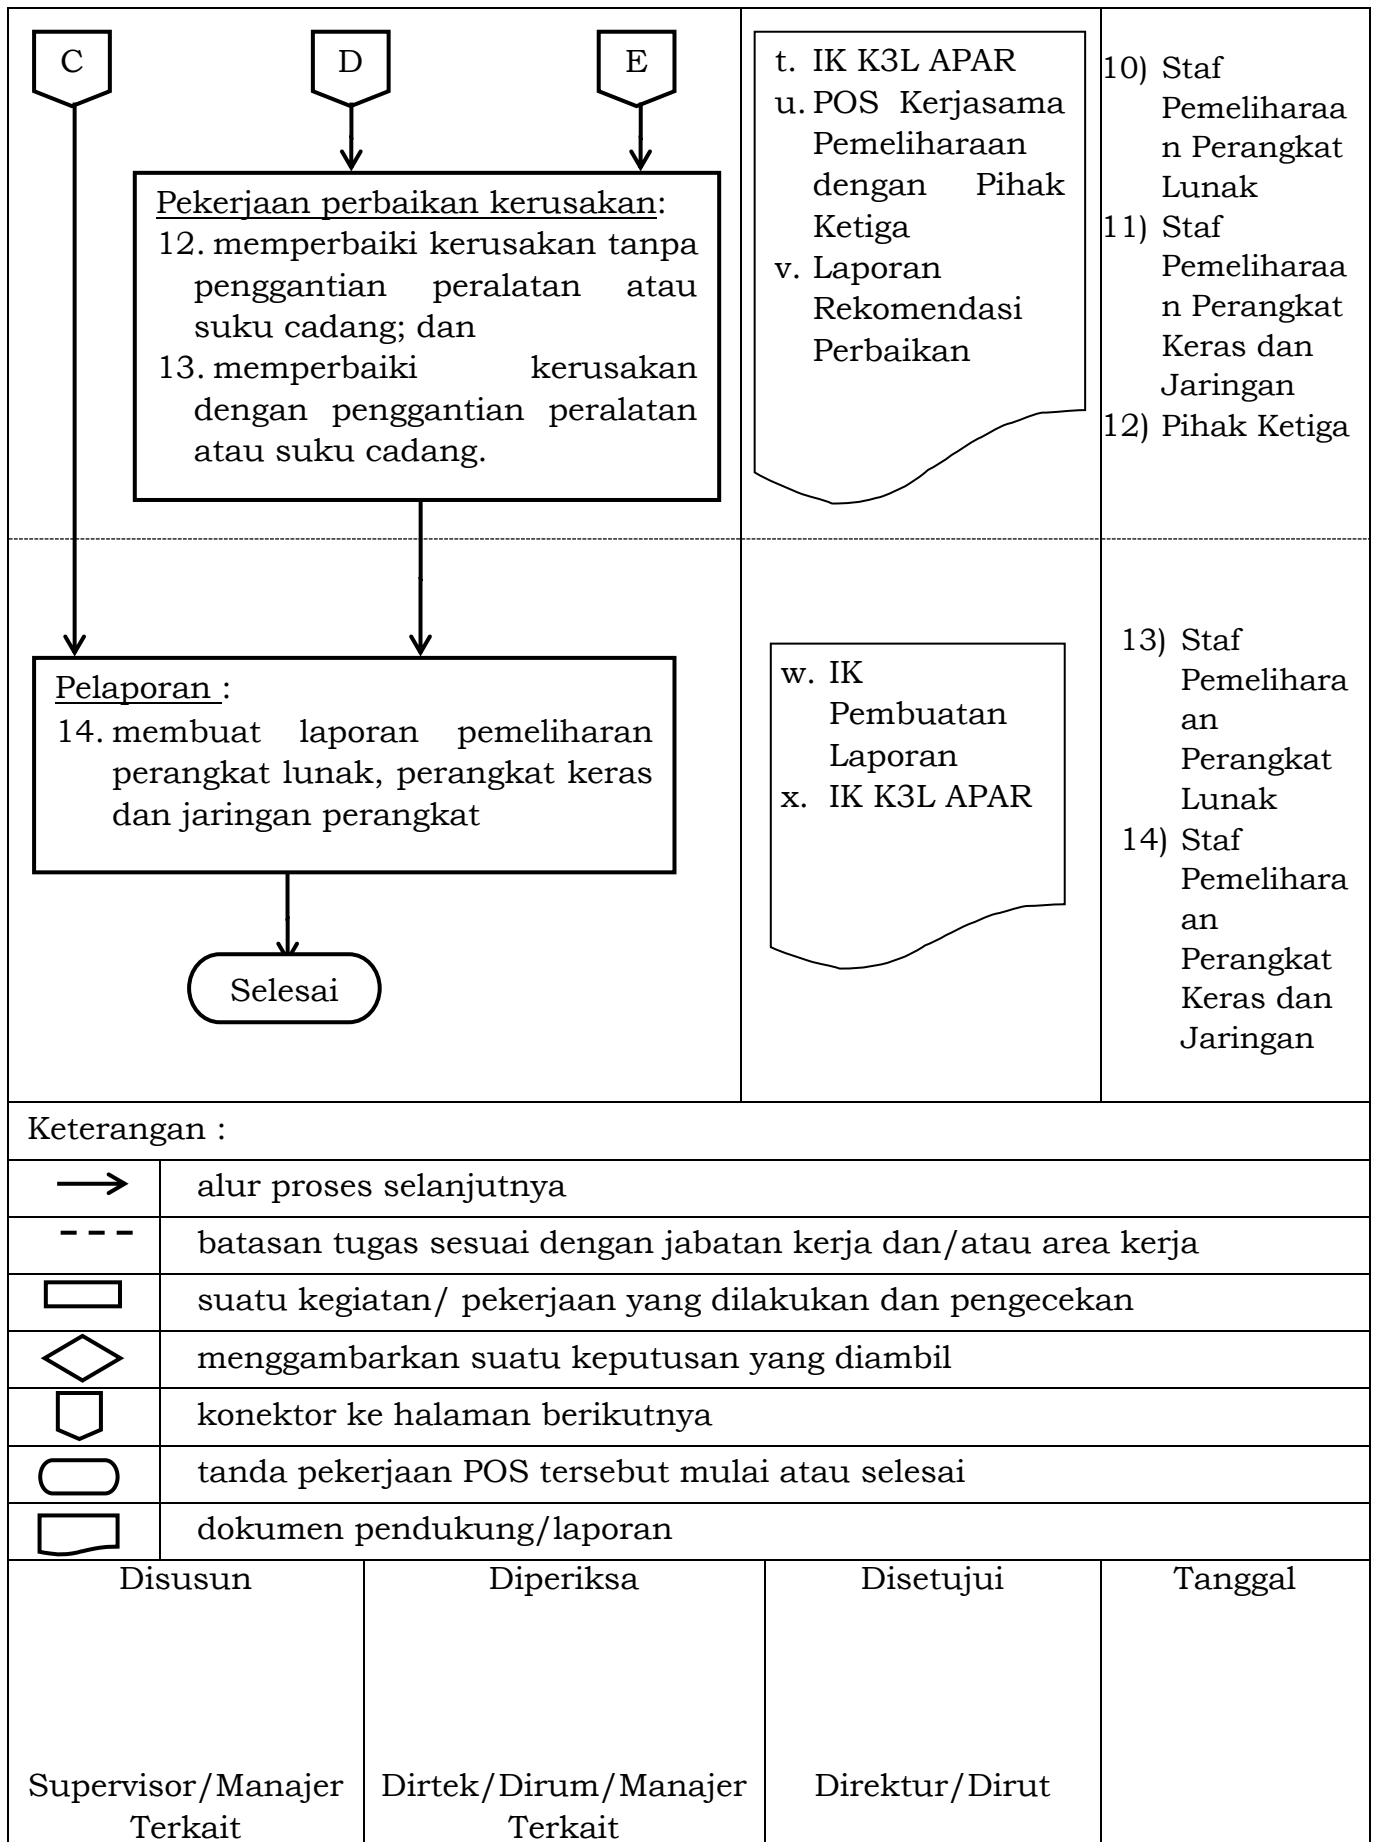 C
D
E
Pekerjaan perbaikan kerusakan:
12. memperbaiki kerusakan tanpa
penggantian peralatan atau
suku cadang; dan
13. memperbaiki kerusakan
dengan penggantian peralatan
atau suku cadang.
t. IK K3L APAR
u. POS Kerjasama
Pemeliharaan
dengan Pihak
Ketiga
v. Laporan
Rekomendasi
Perbaikan
10) Staf
Pemeliharaa
n Perangkat
Lunak
11) Staf
Pemeliharaa
n Perangkat
Keras dan
Jaringan
12) Pihak Ketiga
Pelaporan :
14. membuat laporan pemeliharan
perangkat lunak, perangkat keras
dan jaringan perangkat
Selesai
w. IK
Pembuatan
Laporan
x. IK K3L APAR
13) Staf
Pemelihara
an
Perangkat
Lunak
14) Staf
Pemelihara
an
Perangkat
Keras dan
Jaringan
Keterangan :
alur proses selanjutnya
batasan tugas sesuai dengan jabatan kerja dan/atau area kerja
suatu kegiatan/ pekerjaan yang dilakukan dan pengecekan
menggambarkan suatu keputusan yang diambil
konektor ke halaman berikutnya
tanda pekerjaan POS tersebut mulai atau selesai
dokumen pendukung/laporan
Disusun
Supervisor/Manajer
Terkait
Diperiksa
Dirtek/Dirum/Manajer
Terkait
Disetujui
Direktur/Dirut
Tanggal